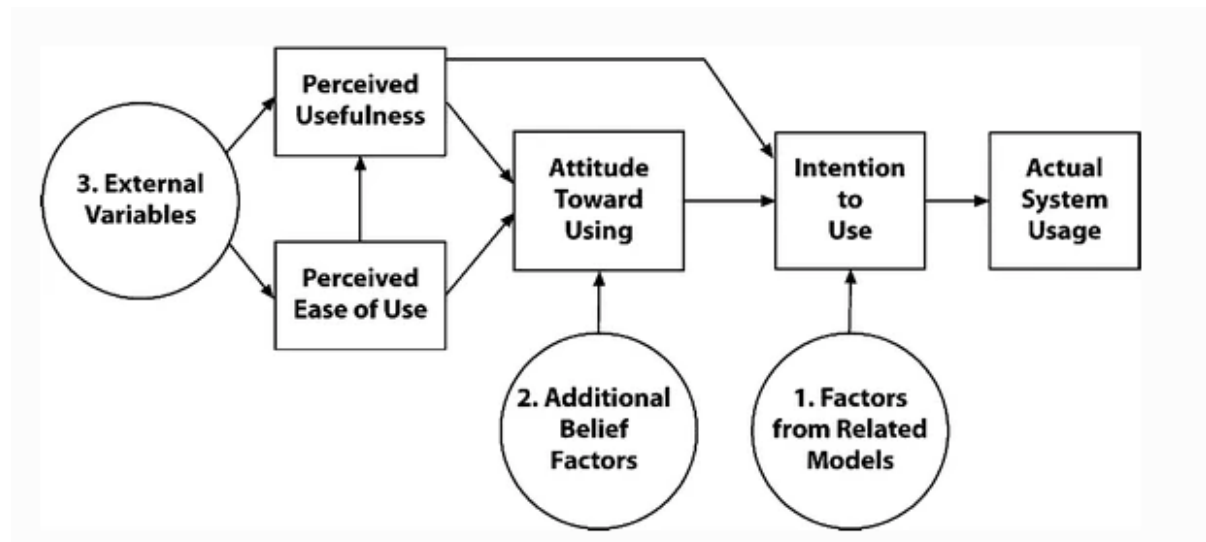 Perceived
Usefulness
3. External
Variables
Perceived
Ease of Use
Attitude
Toward
Using
Intention
to
Use
Actual
System
Usage
2. Additional
Belief
Factors
1. Factors
from Related
Models